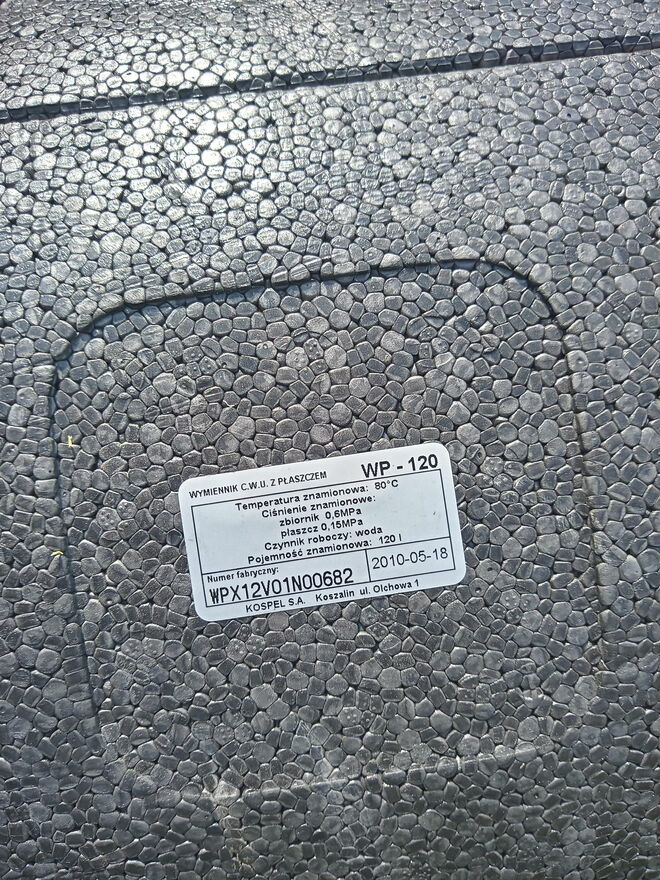 WYMIENNIK C.W.U. Z PŁASZCZEM WP - 120
Temperatura znamionowa: 80°C
Ciśnienie znamionowe:
zbiornik 0,6MPa
płaszcz 0,15MPa
Czynnik roboczy: woda
Pojemność znamionowa: 120 l
Numer fabryczny:
WPX12V01N00682 2010-05-18
KOSPEL S.A. Koszalin ul. Olchowa 1